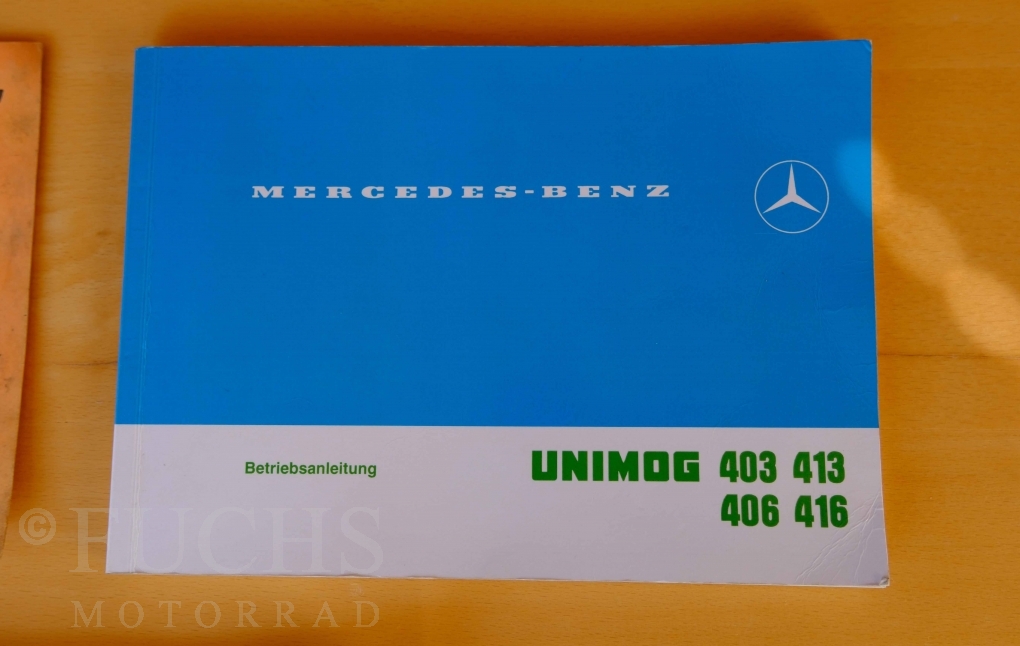 MERCEDES-BENZ
Betriebsanleitung
UNIMOG 403 413
406 416
© FUCHS
MOTORRAD